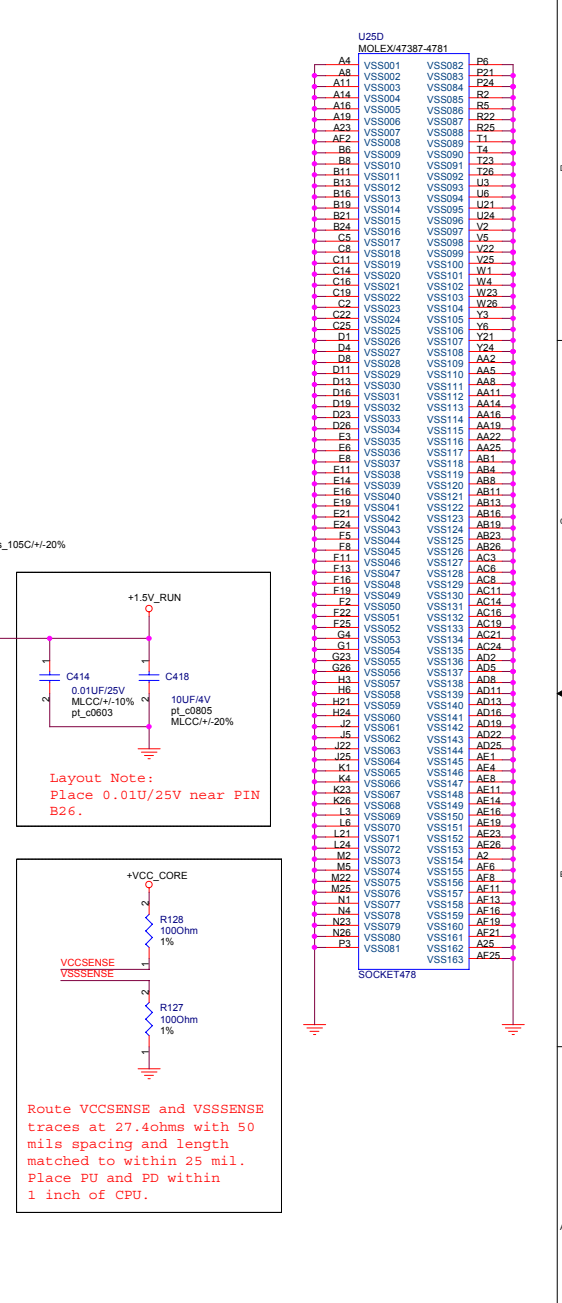 U25D
MOLEX/47387-4781
A4 VSS001 VSS082 P6
A8 VSS002 VSS083 P21
A11 VSS003 VSS084 P24
A14 VSS004 VSS085 R2
A16 VSS005 VSS086 R5
A19 VSS006 VSS087 R22
A23 VSS007 VSS088 R25
AF2 VSS008 VSS089 T1
B6 VSS009 VSS090 T4
B8 VSS010 VSS091 T23
B11 VSS011 VSS092 T26
B13 VSS012 VSS093 U3
B16 VSS013 VSS094 U6
B19 VSS014 VSS095 U21
B21 VSS015 VSS096 U24
B24 VSS016 VSS097 V2
C5 VSS017 VSS098 V5
C8 VSS018 VSS099 V22
C11 VSS019 VSS100 V25
C14 VSS020 VSS101 W1
C16 VSS021 VSS102 W4
C19 VSS022 VSS103 W23
C2 VSS023 VSS104 W26
C22 VSS024 VSS105 Y3
C25 VSS025 VSS106 Y6
D1 VSS026 VSS107 Y21
D4 VSS027 VSS108 Y24
D8 VSS028 VSS109 AA2
D11 VSS029 VSS110 AA5
D13 VSS030 VSS111 AA8
D16 VSS031 VSS112 AA11
D19 VSS032 VSS113 AA14
D23 VSS033 VSS114 AA16
D26 VSS034 VSS115 AA19
E3 VSS035 VSS116 AA22
E6 VSS036 VSS117 AA25
E8 VSS037 VSS118 AB1
E11 VSS038 VSS119 AB4
E14 VSS039 VSS120 AB8
E16 VSS040 VSS121 AB11
E19 VSS041 VSS122 AB13
E21 VSS042 VSS123 AB16
E24 VSS043 VSS124 AB19
F5 VSS044 VSS125 AB23
F8 VSS045 VSS126 AB26
F11 VSS046 VSS127 AC3
F13 VSS047 VSS128 AC6
F16 VSS048 VSS129 AC8
F19 VSS049 VSS130 AC11
F2 VSS050 VSS131 AC14
F22 VSS051 VSS132 AC16
F25 VSS052 VSS133 AC19
G4 VSS053 VSS134 AC21
G1 VSS054 VSS135 AC24
G23 VSS055 VSS136 AD2
G26 VSS056 VSS137 AD5
H3 VSS057 VSS138 AD8
H6 VSS058 VSS139 AD11
H21 VSS059 VSS140 AD13
H24 VSS060 VSS141 AD16
J2 VSS061 VSS142 AD19
J5 VSS062 VSS143 AD22
J22 VSS063 VSS144 AD25
J25 VSS064 VSS145 AE1
K1 VSS065 VSS146 AE4
K4 VSS066 VSS147 AE8
K23 VSS067 VSS148 AE11
K26 VSS068 VSS149 AE14
L3 VSS069 VSS150 AE16
L6 VSS070 VSS151 AE19
L21 VSS071 VSS152 AE23
L24 VSS072 VSS153 AE26
M2 VSS073 VSS154 A2
M5 VSS074 VSS155 AF6
M22 VSS075 VSS156 AF8
M25 VSS076 VSS157 AF11
N1 VSS077 VSS158 AF13
N4 VSS078 VSS159 AF16
N23 VSS079 VSS160 AF19
N26 VSS080 VSS161 AF21
P3 VSS081 VSS162 A25
VSS163 AF25
SOCKET478
s_105C/+/-20%
+1.5V_RUN
1
2
C414
0.01UF/25V
MLCC/+/-10%
pt_c0603
1
2
C418
10UF/4V
pt_c0805
MLCC/+/-20%
Layout Note:
Place 0.01U/25V near PIN
B26.
+VCC_CORE
2
R128
100Ohm
1%
1
VCCSENSE
VSSSENSE
2
R127
100Ohm
1%
1
Route VCCSENSE and VSSSENSE
traces at 27.4ohms with 50
mils spacing and length
matched to within 25 mil.
Place PU and PD within
1 inch of CPU.